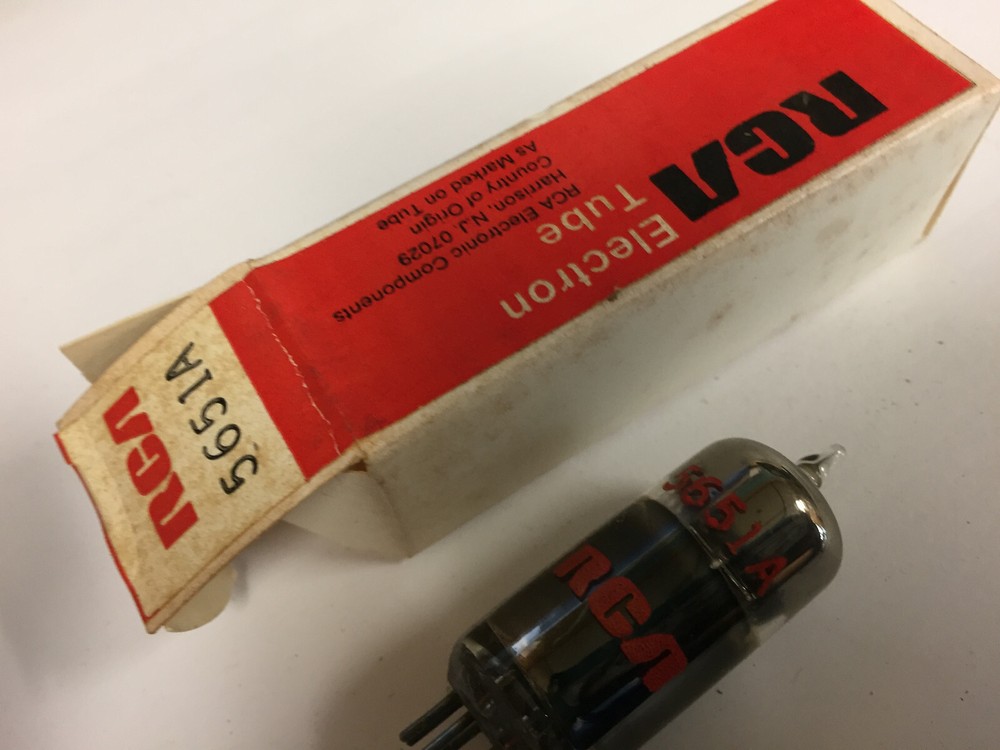 RCA
Electron
Tube
RCA Electronic Components
Harrison, N.J. 07029
Country of Origin
As Marked on Tube
RCA
5651A
5651A
RCA